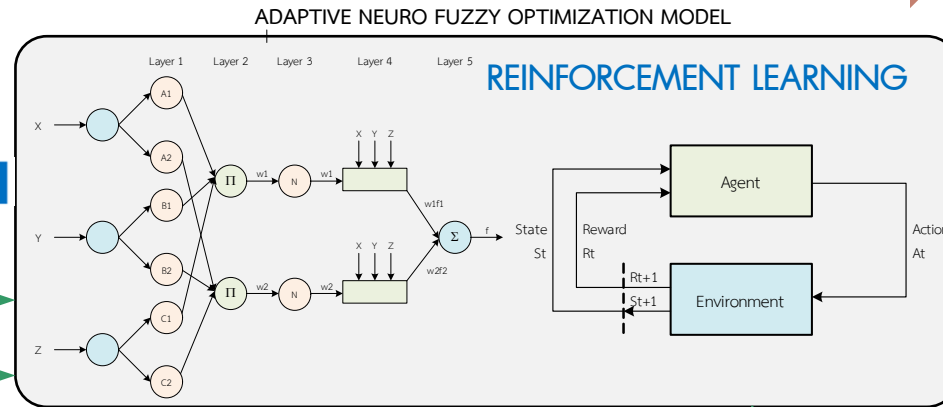 ADAPTIVE NEURO FUZZY OPTIMIZATION MODEL
REINFORCEMENT LEARNING
Layer 1
Layer 2
Layer 3
Layer 4
Layer 5
X
Y
Z
A1
A2
B1
B2
C1
C2
Π
Π
w1
w2
N
N
w1
w2
X Y Z
X Y Z
w1f1
w2f2
Σ
f
State
St
Reward
Rt
Agent
Action
At
Rt+1
St+1
Environment